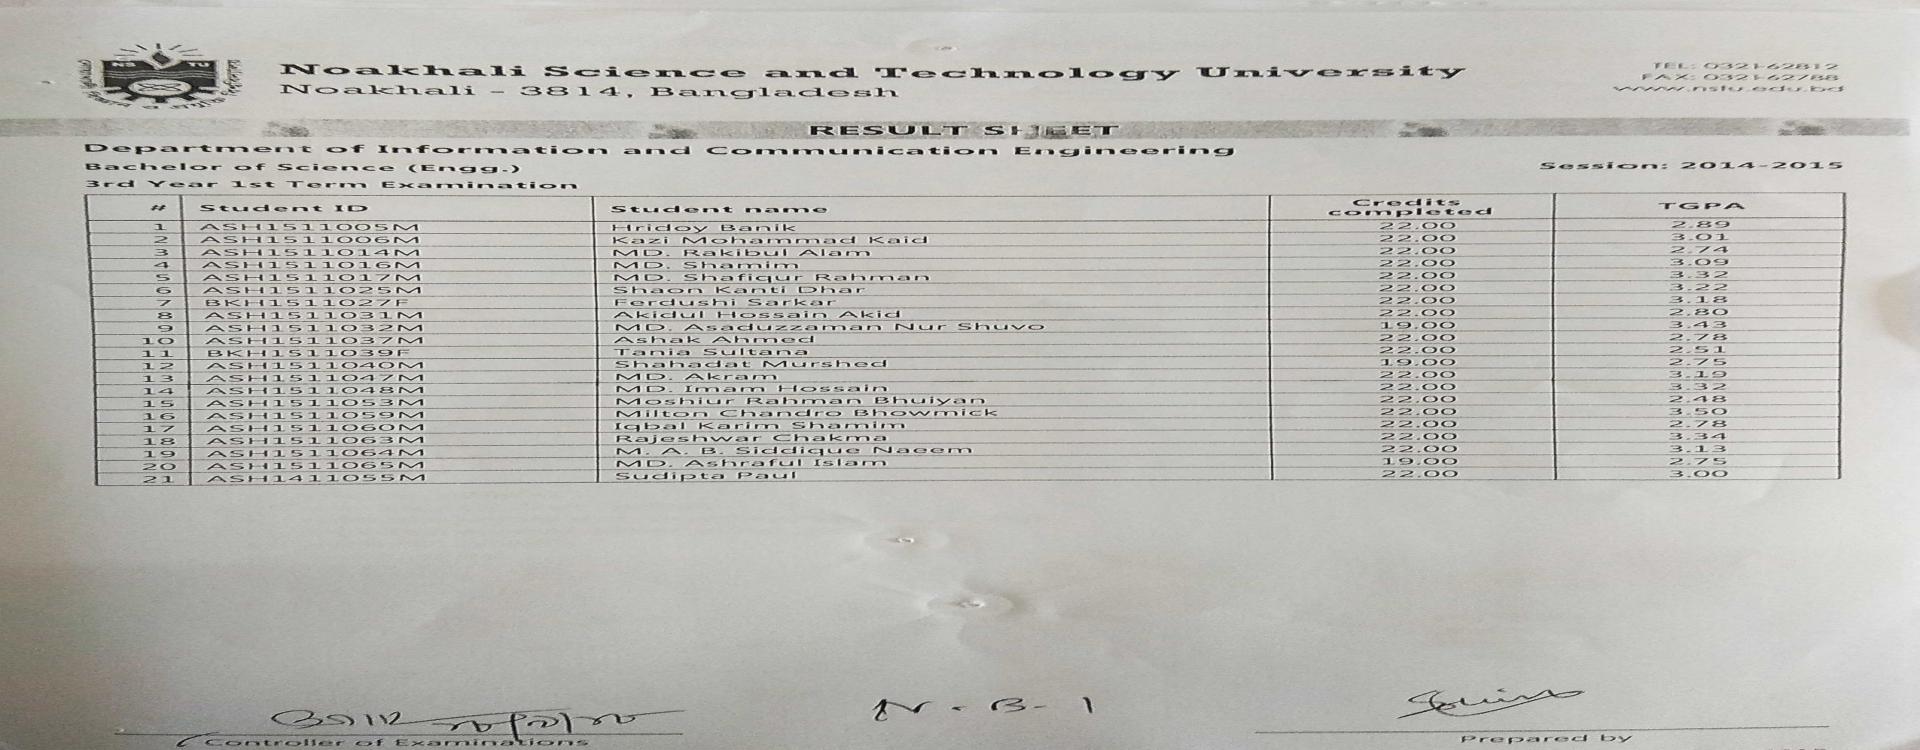 NS TU
Noakhali Science and Technology University
Noakhali - 3814, Bangladesh
TEL: 0321-62812
FAX: 0321-62788
www.nstu.edu.bd
RESULT SHEET
Department of Information and Communication Engineering
Bachelor of Science (Engg.)
Session: 2014-2015
3rd Year 1st Term Examination
# Student ID Student name Credits completed TGPA
1 ASH1511005M Hridoy Banik 22.00 2.89
2 ASH1511006M Kazi Mohammad Kaid 22.00 3.01
3 ASH1511014M MD. Rakibul Alam 22.00 2.74
4 ASH1511016M MD. Shamim 22.00 3.09
5 ASH1511017M MD. Shafiqur Rahman 22.00 3.32
6 ASH1511025M Shaon Kanti Dhar 22.00 3.22
7 BKH1511027F Ferdushi Sarkar 22.00 3.18
8 ASH1511031M Akidul Hossain Akid 22.00 2.80
9 ASH1511032M MD. Asaduzzaman Nur Shuvo 19.00 3.43
10 ASH1511037M Ashak Ahmed 22.00 2.78
11 BKH1511039F Tania Sultana 22.00 2.51
12 ASH1511040M Shahadat Murshed 19.00 2.75
13 ASH1511047M MD. Akram 22.00 3.19
14 ASH1511048M MD. Imam Hossain 22.00 3.32
15 ASH1511053M Moshiur Rahman Bhuiyan 22.00 2.48
16 ASH1511059M Milton Chandro Bhowmick 22.00 3.50
17 ASH1511060M Iqbal Karim Shamim 22.00 2.78
18 ASH1511063M Rajeshwar Chakma 22.00 3.34
19 ASH1511064M M. A. B. Siddique Naeem 22.00 3.13
20 ASH1511065M MD. Ashraful Islam 19.00 2.75
21 ASH1411055M Sudipta Paul 22.00 3.00
N.B-1
Controller of Examinations
Prepared by